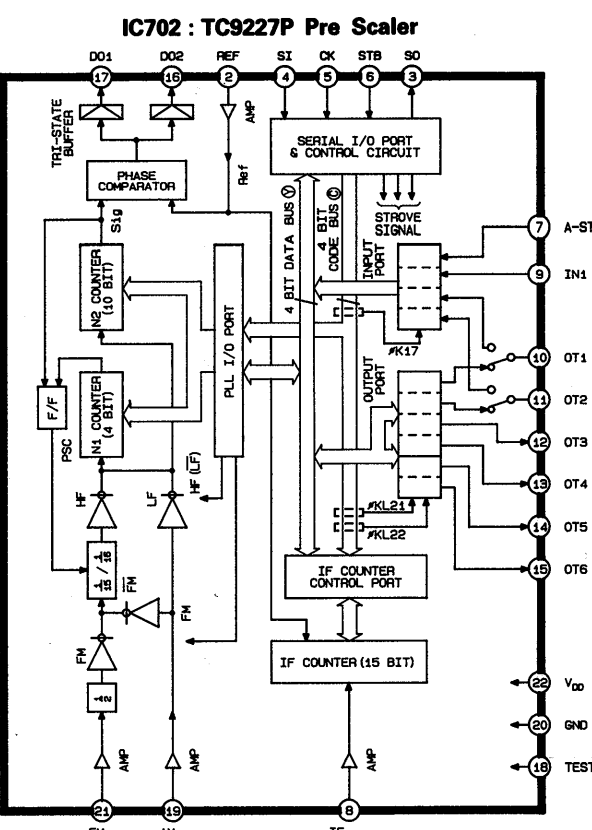 IC702 : TC9227P Pre Scaler
DO1 DO2 REF SI CK STB SO
17 16 2 4 5 6 3
TRI-STATE
BUFFER
AMP
SERIAL I/O PORT
& CONTROL CIRCUIT
PHASE
COMPARATOR
Ref
Sig
4 BIT DATA BUS Y
4 BIT
CODE BUS C
STROVE
SIGNAL
INPUT
PORT
7 A-ST
9 IN1
N2 COUNTER
(10 BIT)
PLL I/O PORT
øK17
10 OT1
11 OT2
12 OT3
13 OT4
14 OT5
15 OT6
OUTPUT
PORT
F/F
N1 COUNTER
(4 BIT)
PSC
HF
LF
HF (LF)
øKL21
øKL22
1/15 / 1/16
FM
FM
FM
1/2
IF COUNTER
CONTROL PORT
IF COUNTER (15 BIT)
22 VDD
20 GND
18 TEST
AMP
AMP
AMP
21 19 8